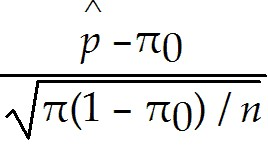 p̂ – π0
√π(1 – π0) / n